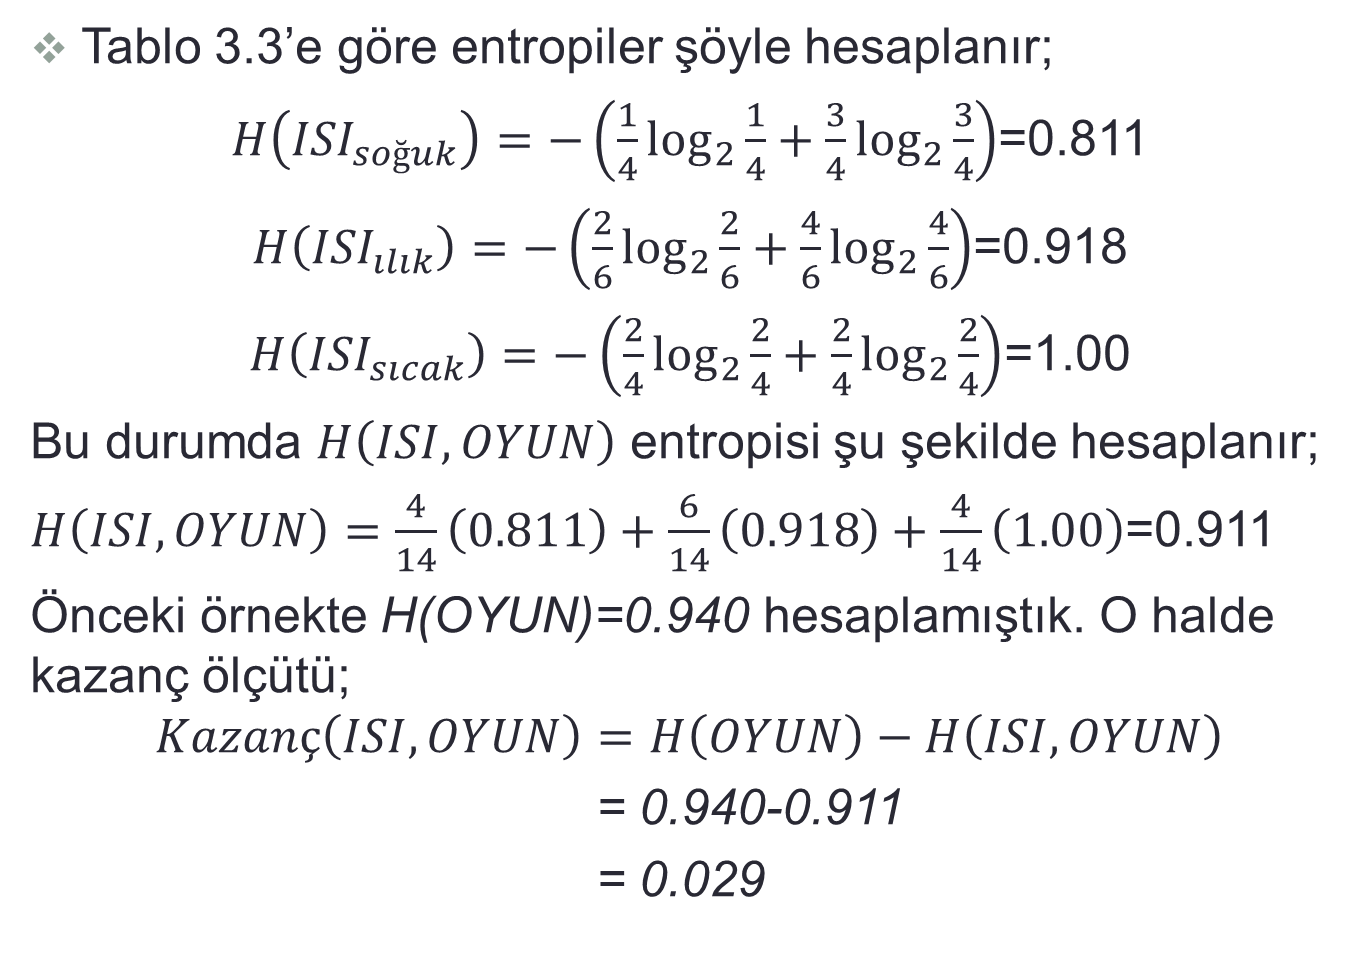 ❖ Tablo 3.3’e göre entropiler şöyle hesaplanır;
H(ISI_soğuk) = −(1/4 log₂ 1/4 + 3/4 log₂ 3/4)=0.811
H(ISI_ılık) = −(2/6 log₂ 2/6 + 4/6 log₂ 4/6)=0.918
H(ISI_sıcak) = −(2/4 log₂ 2/4 + 2/4 log₂ 2/4)=1.00
Bu durumda H(ISI, OYUN) entropisi şu şekilde hesaplanır;
H(ISI, OYUN) = 4/14 (0.811) + 6/14 (0.918) + 4/14 (1.00)=0.911
Önceki örnekte H(OYUN)=0.940 hesaplamıştık. O halde
kazanç ölçütü;
Kazanç(ISI, OYUN) = H(OYUN) − H(ISI, OYUN)
= 0.940-0.911
= 0.029